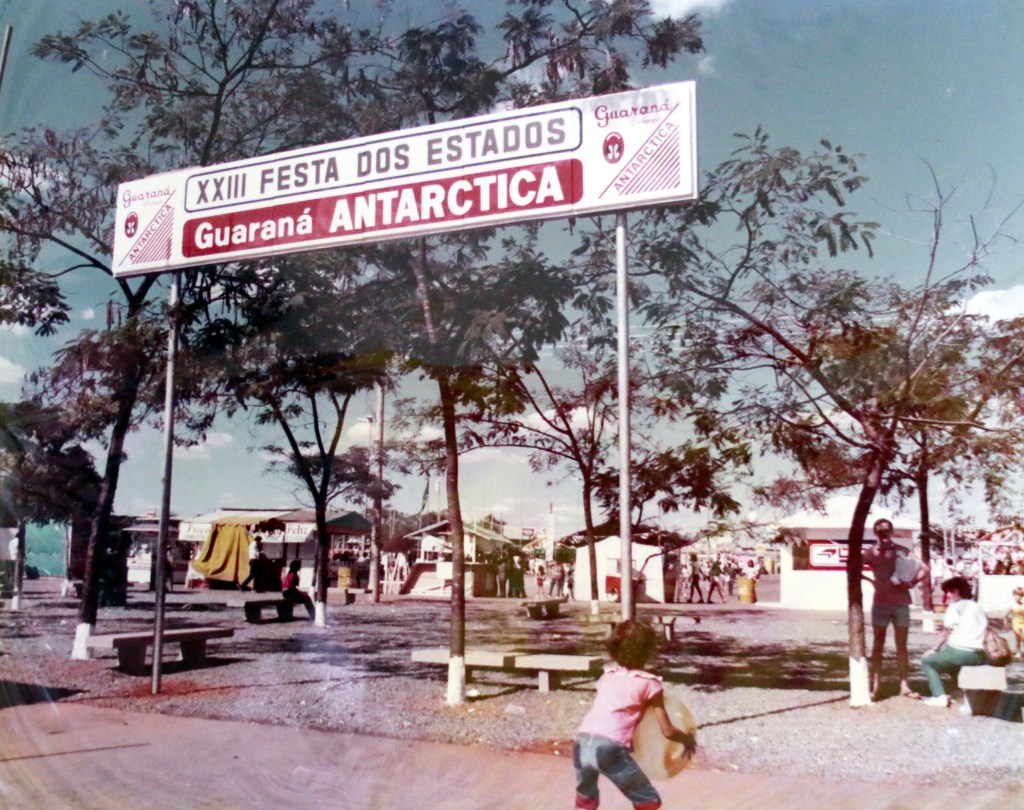 XXIII FESTA DOS ESTADOS
Guaraná ANTARCTICA
Guaraná
ANTARCTICA
Guaraná
ANTARCTICA